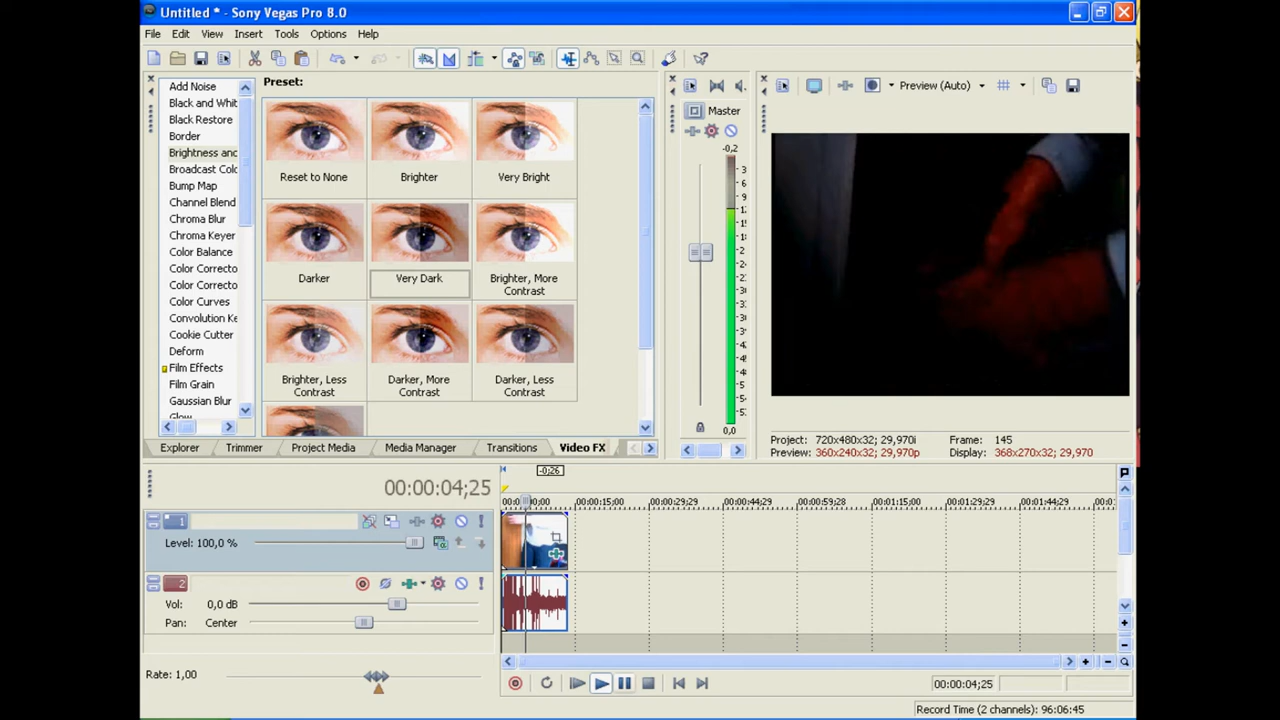 Untitled * - Sony Vegas Pro 8.0
File Edit View Insert Tools Options Help
Preset:
Add Noise
Black and Whit
Black Restore
Border
Brightness and
Broadcast Colo
Bump Map
Channel Blend
Chroma Blur
Chroma Keyer
Color Balance
Color Correcto
Color Correcto
Color Curves
Convolution Ke
Cookie Cutter
Deform
Film Effects
Film Grain
Gaussian Blur
Glow
Reset to None
Brighter
Very Bright
Darker
Very Dark
Brighter, More
Contrast
Brighter, Less
Contrast
Darker, More
Contrast
Darker, Less
Contrast
Explorer Trimmer Project Media Media Manager Transitions Video FX
Master
-0,2
0,0
Preview (Auto)
Project: 720x480x32; 29,970i
Preview: 360x240x32; 29,970p
Frame: 145
Display: 368x270x32; 29,970
00:00:04;25
-0;26
00:00:15;00 00:00:29;29 00:00:44;29 00:00:59;28 00:01:15;00 00:01:29;29 00:01:44;29
1
Level: 100,0 %
2
Vol: 0,0 dB
Pan: Center
Rate: 1,00
00:00:04;25
Record Time (2 channels): 96:06:45